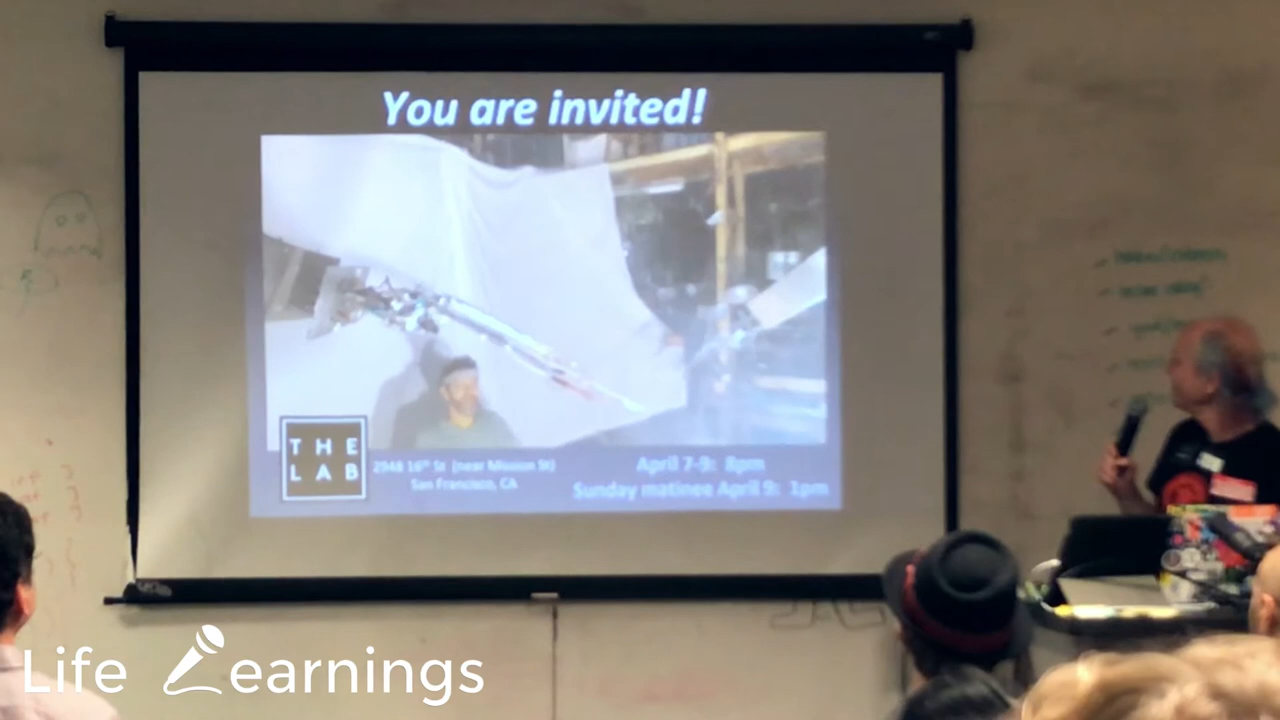 You are invited!
THE
LAB
2948 16th St (near Mission St)
San Francisco, CA
April 7-9: 8pm
Sunday matinee April 9: 1pm
Life Learnings